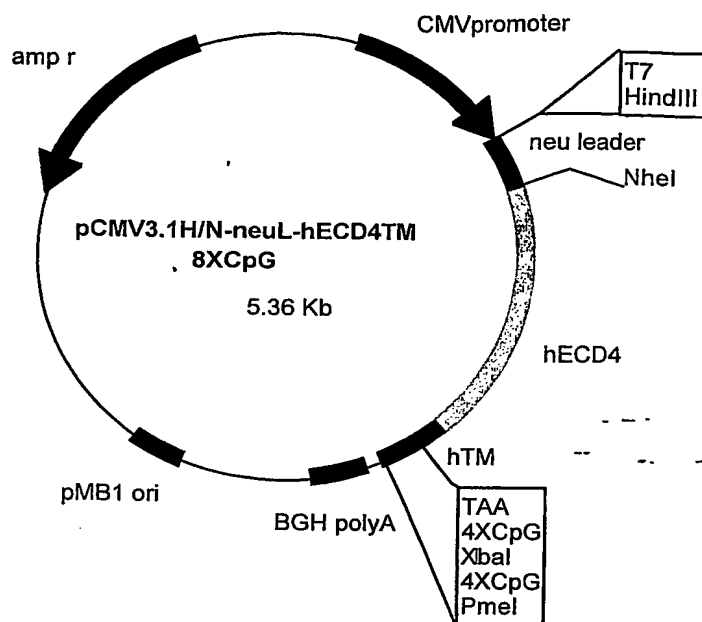 CMVpromoter
amp r
T7
HindIII
neu leader
NheI
pCMV3.1H/N-neuL-hECD4TM
8XCpG
5.36 Kb
hECD4
hTM
pMB1 ori
BGH polyA
TAA
4XCpG
XbaI
4XCpG
PmeI